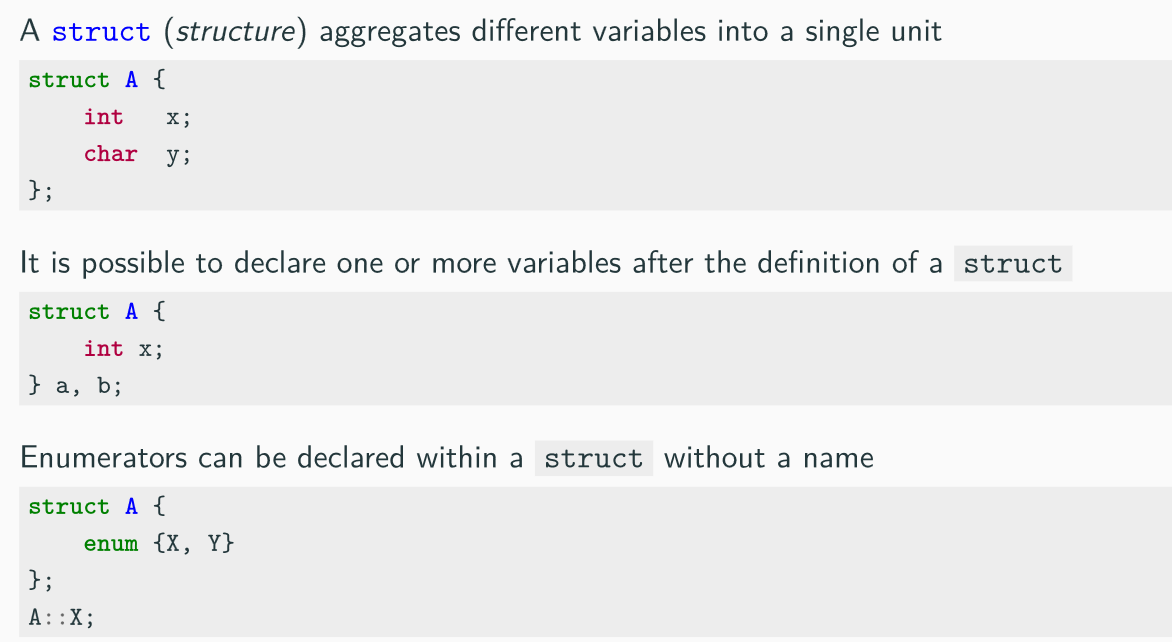 A struct (structure) aggregates different variables into a single unit
struct A {
    int   x;
    char  y;
};
It is possible to declare one or more variables after the definition of a struct
struct A {
    int x;
} a, b;
Enumerators can be declared within a struct without a name
struct A {
    enum {X, Y}
};
A::X;